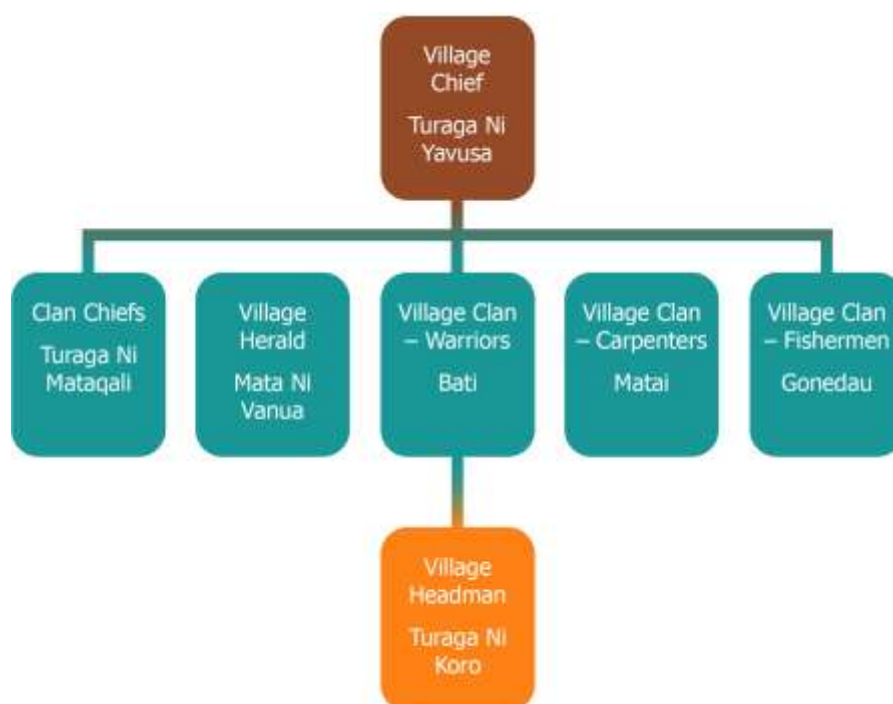 Village
Chief
Turaga Ni
Yavusa
Clan Chiefs
Turaga Ni
Mataqali
Village
Herald
Mata Ni
Vanua
Village Clan
– Warriors
Bati
Village Clan
– Carpenters
Matai
Village Clan
– Fishermen
Gonedau
Village
Headman
Turaga Ni
Koro